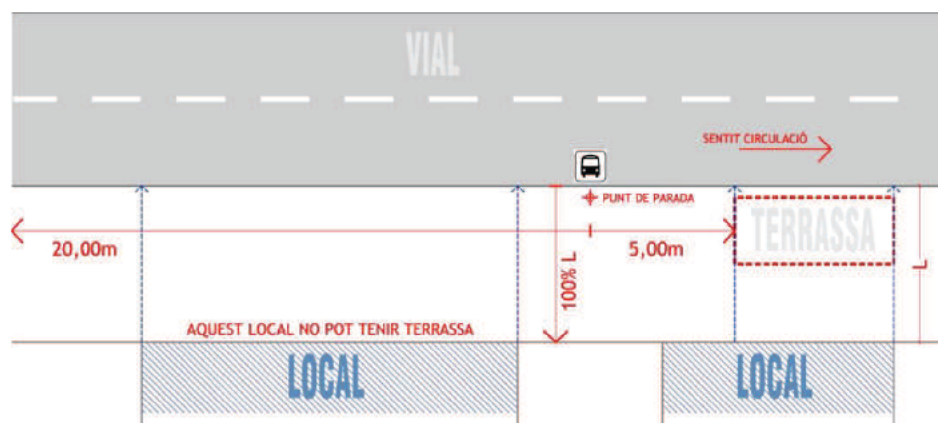 VIAL
SENTIT CIRCULACIÓ
PUNT DE PARADA
TERRASSA
20,00m
5,00m
100% L
L
AQUEST LOCAL NO POT TENIR TERRASSA
LOCAL
LOCAL